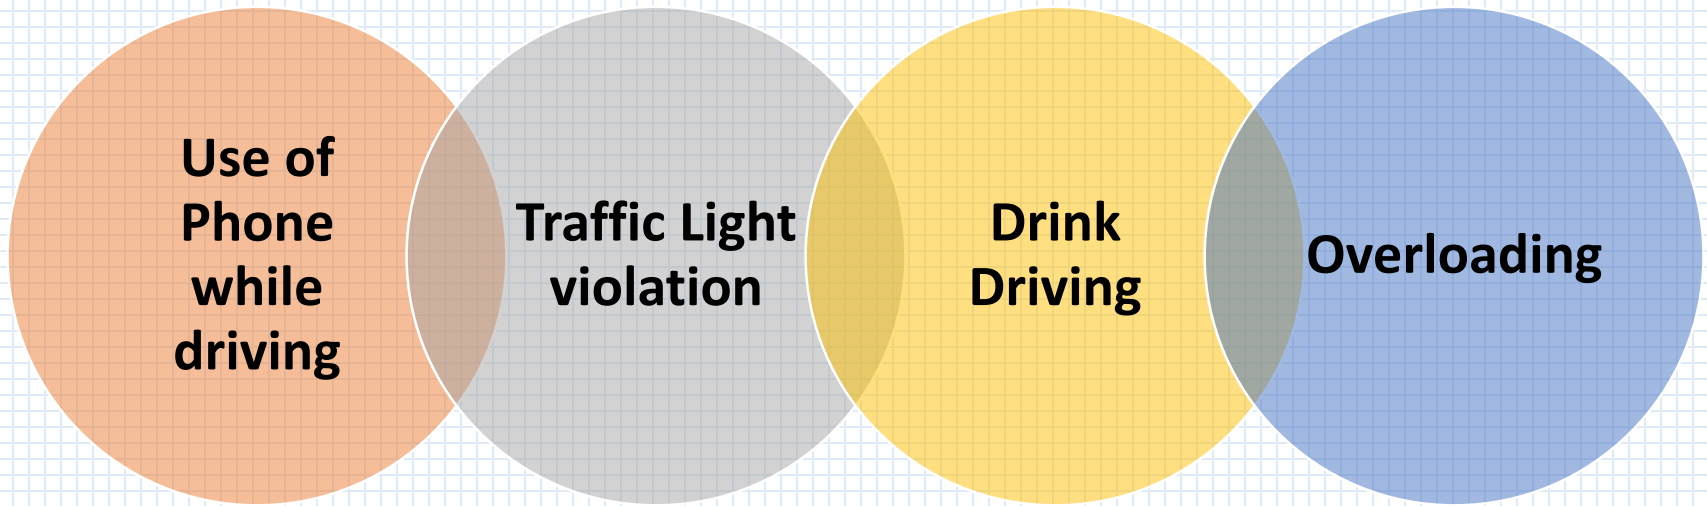 Use of
Phone
while
driving
Traffic Light
violation
Drink
Driving
Overloading